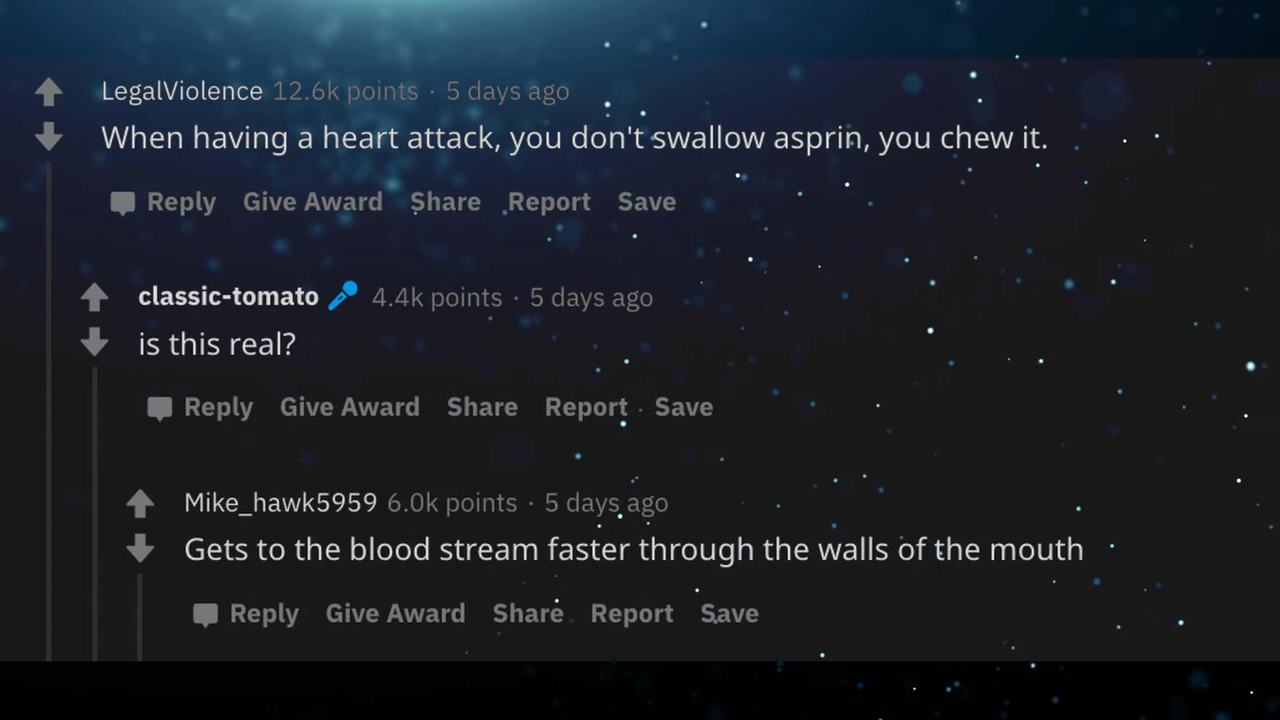 LegalViolence 12.6k points · 5 days ago
When having a heart attack, you don't swallow asprin, you chew it.
Reply Give Award Share Report Save
classic-tomato 4.4k points · 5 days ago
is this real?
Reply Give Award Share Report Save
Mike_hawk5959 6.0k points · 5 days ago
Gets to the blood stream faster through the walls of the mouth
Reply Give Award Share Report Save